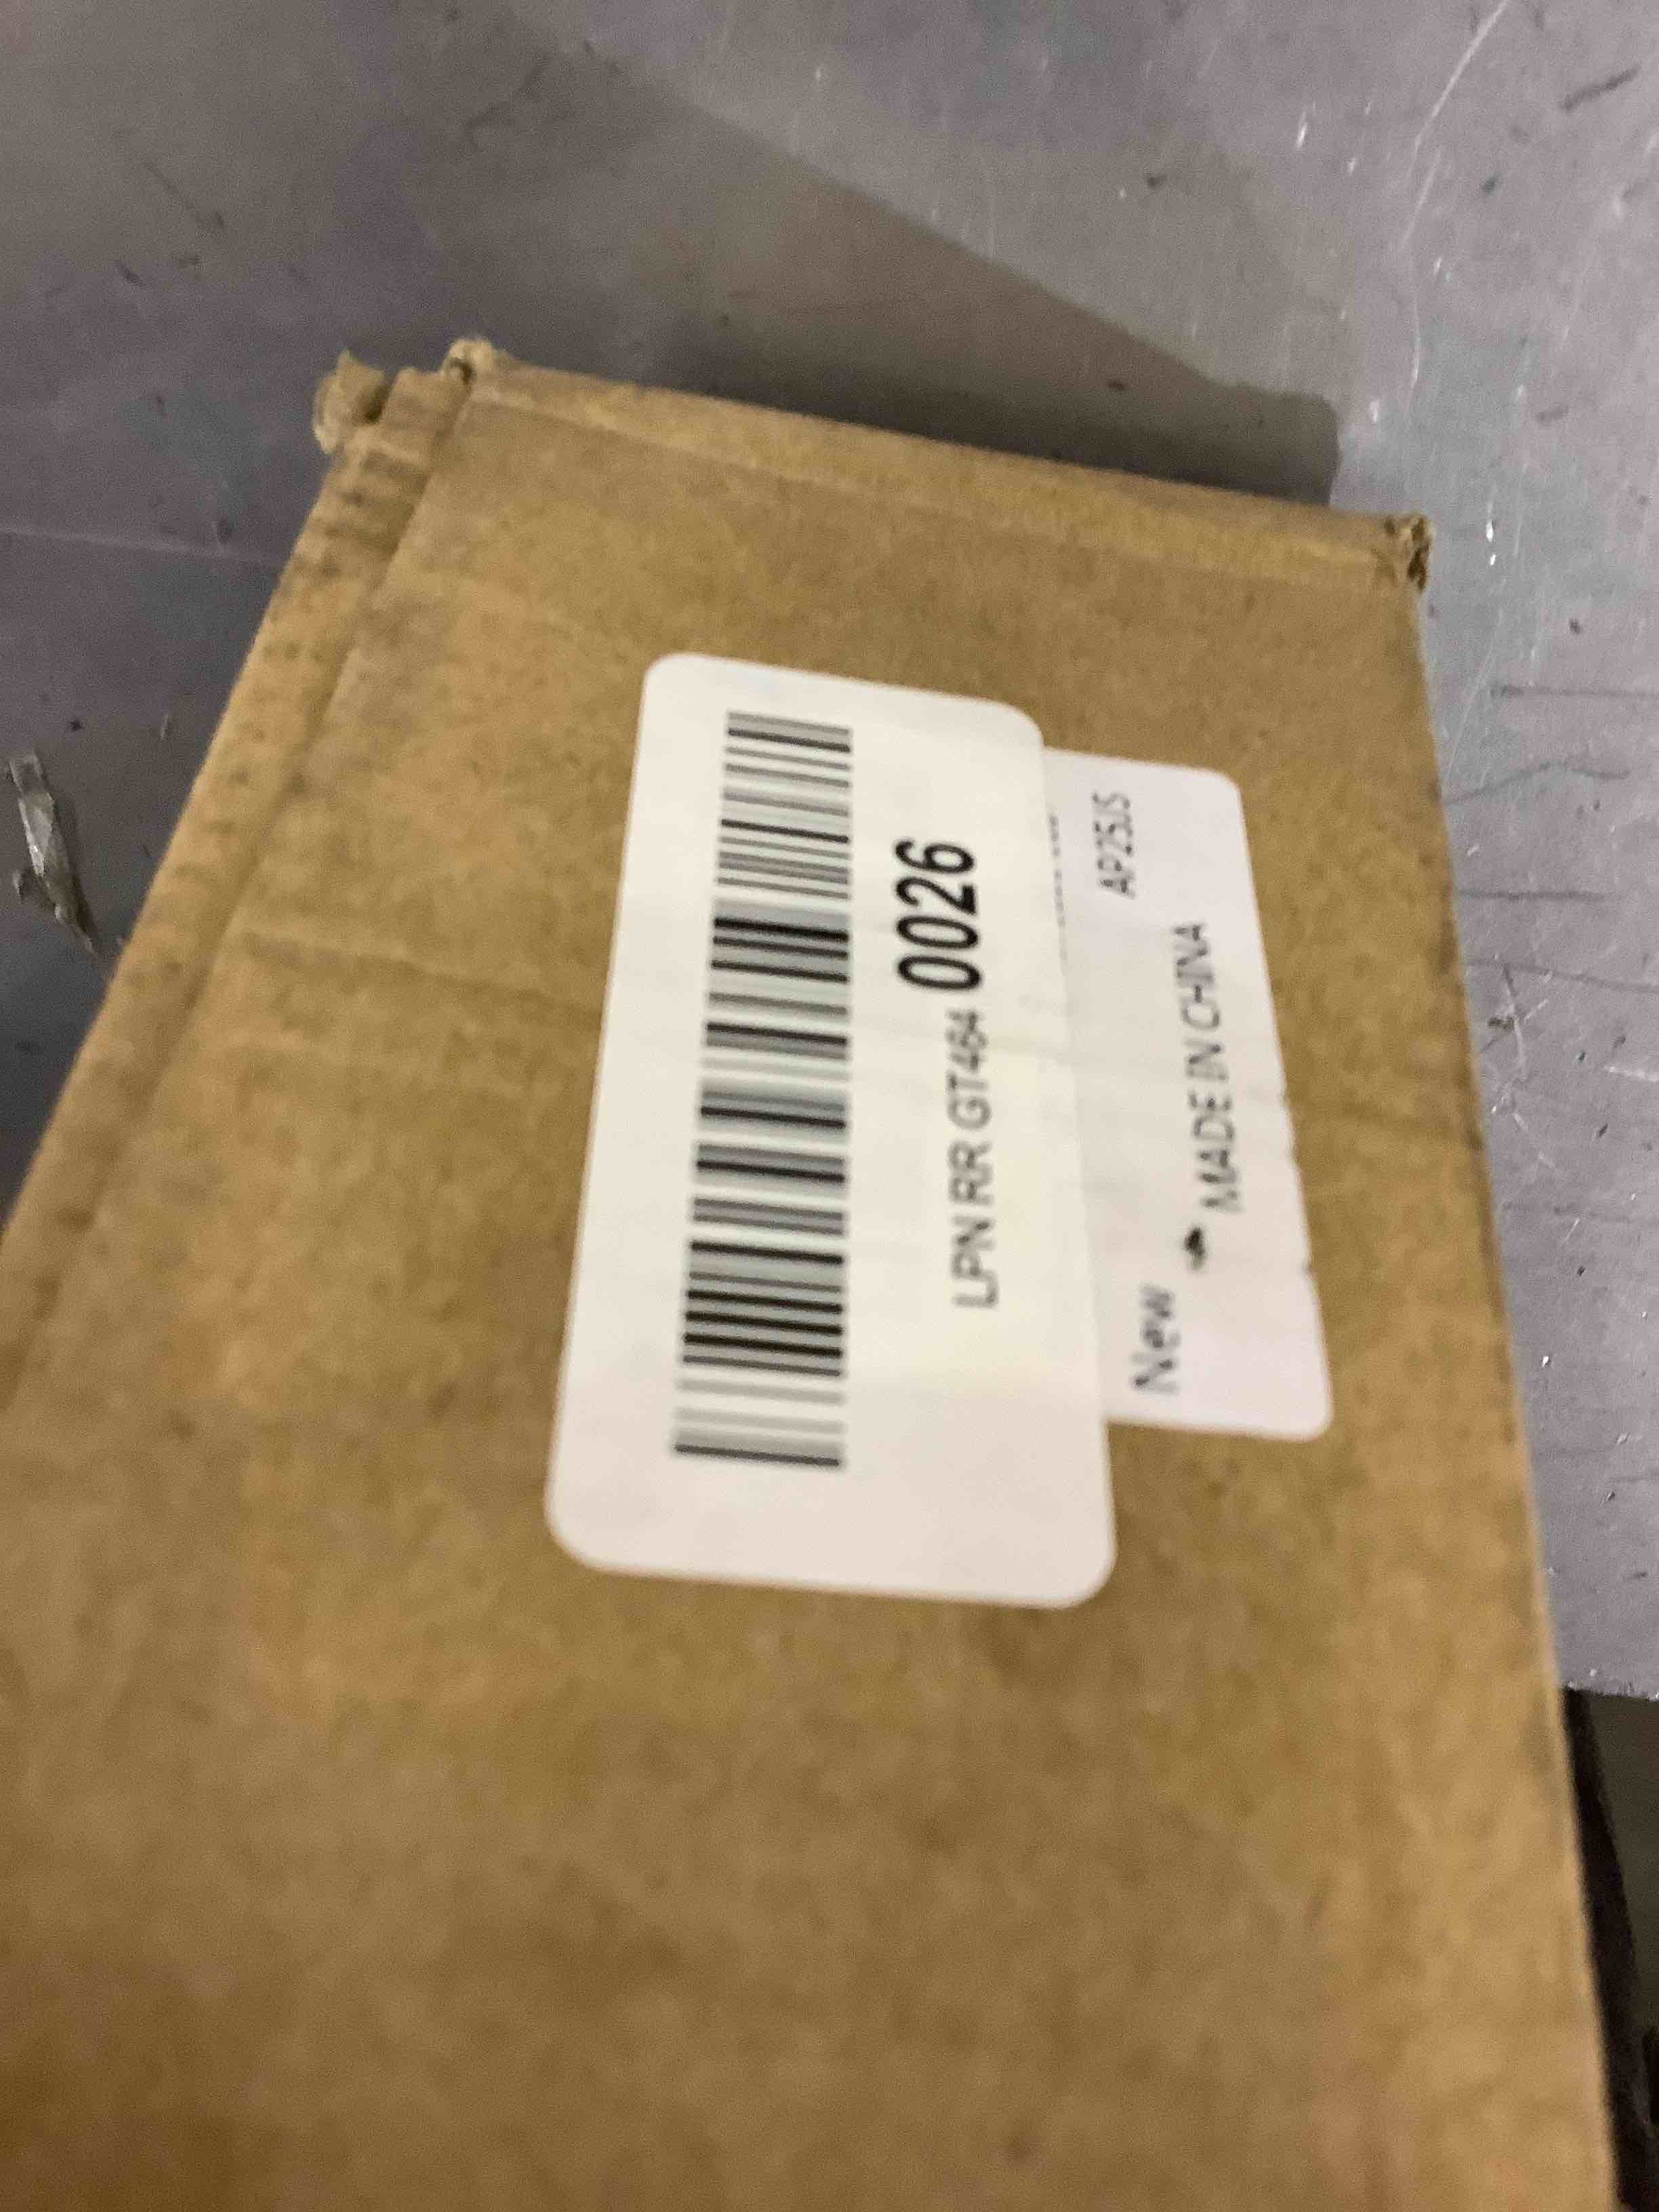 LPN RR GT464 0026
AP25JS
New
MADE IN CHINA